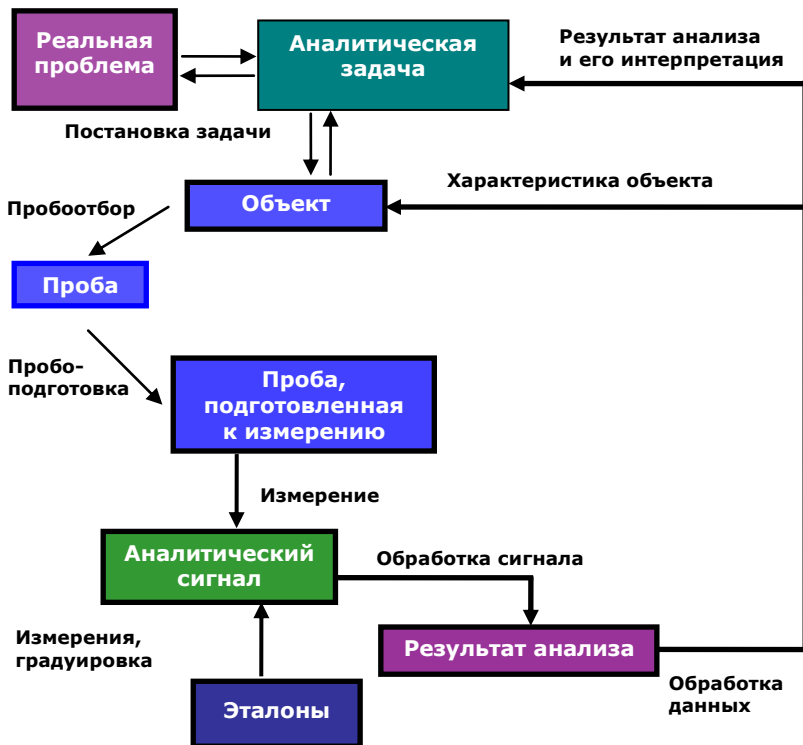 Реальная
проблема
Аналитическая
задача
Результат анализа
и его интерпретация
Постановка задачи
Характеристика объекта
Объект
Пробоотбор
Проба
Пробо-
подготовка
Проба,
подготовленная
к измерению
Измерение
Аналитический
сигнал
Обработка сигнала
Измерения,
градуировка
Результат анализа
Эталоны
Обработка
данных